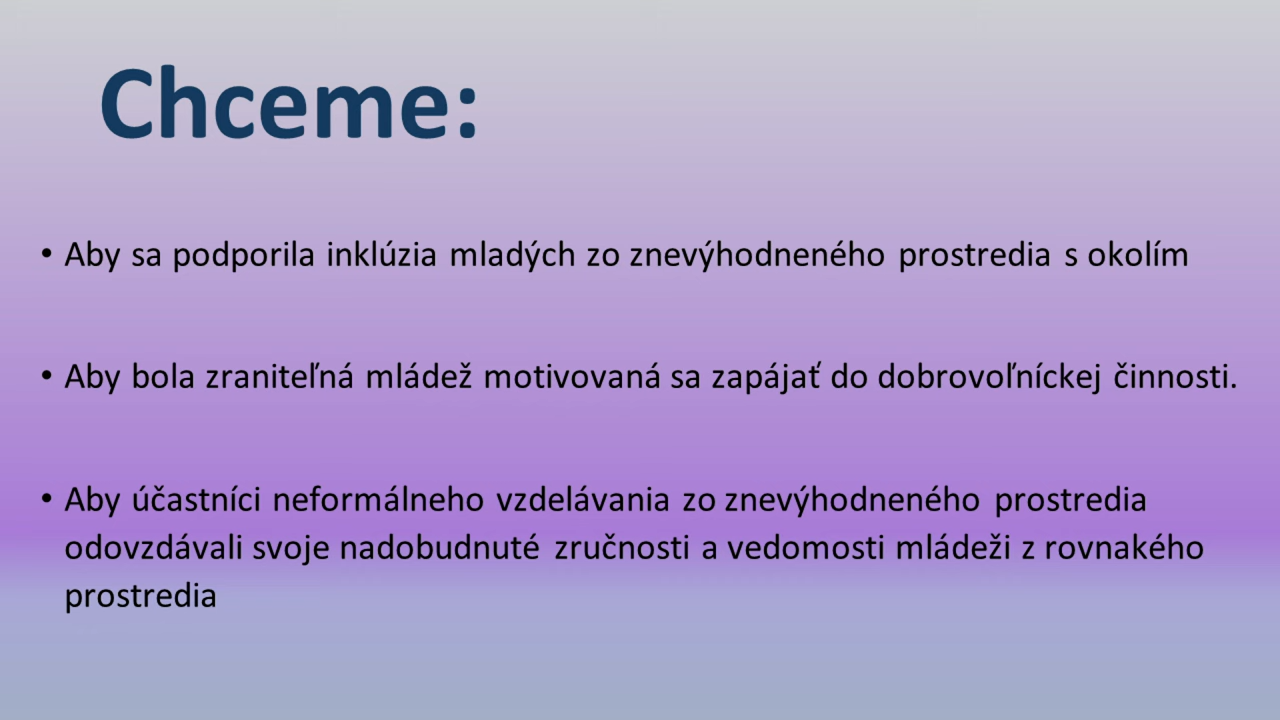 Chceme:
• Aby sa podporila inklúzia mladých zo znevýhodneného prostredia s okolím
• Aby bola zraniteľná mládež motivovaná sa zapájať do dobrovoľníckej činnosti.
• Aby účastníci neformálneho vzdelávania zo znevýhodneného prostredia
odovzdávali svoje nadobudnuté zručnosti a vedomosti mládeži z rovnakého
prostredia